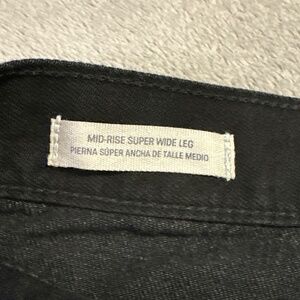 MID-RISE SUPER WIDE LEG
PIERNA SÚPER ANCHA DE TALLE MEDIO